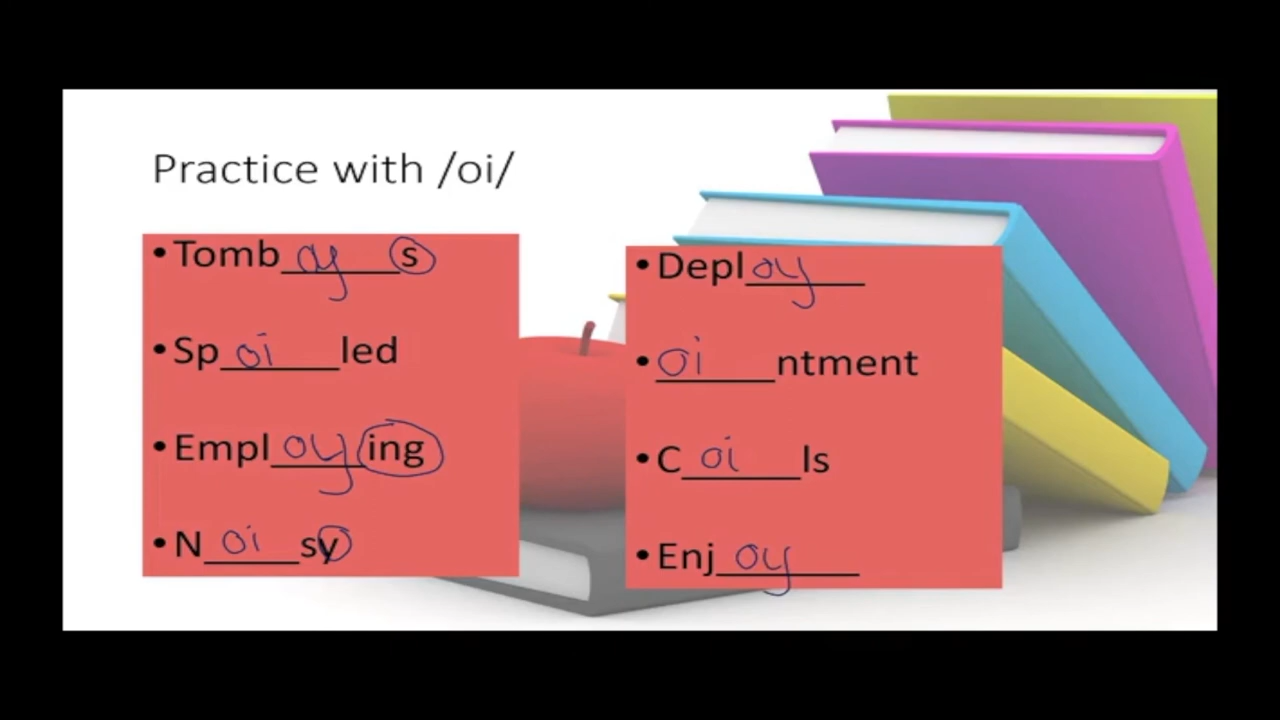 Practice with /oi/
• Tomb oy s
• Sp oi led
• Empl oy ing
• N oi sy
• Depl oy
• oi ntment
• C oi ls
• Enj oy